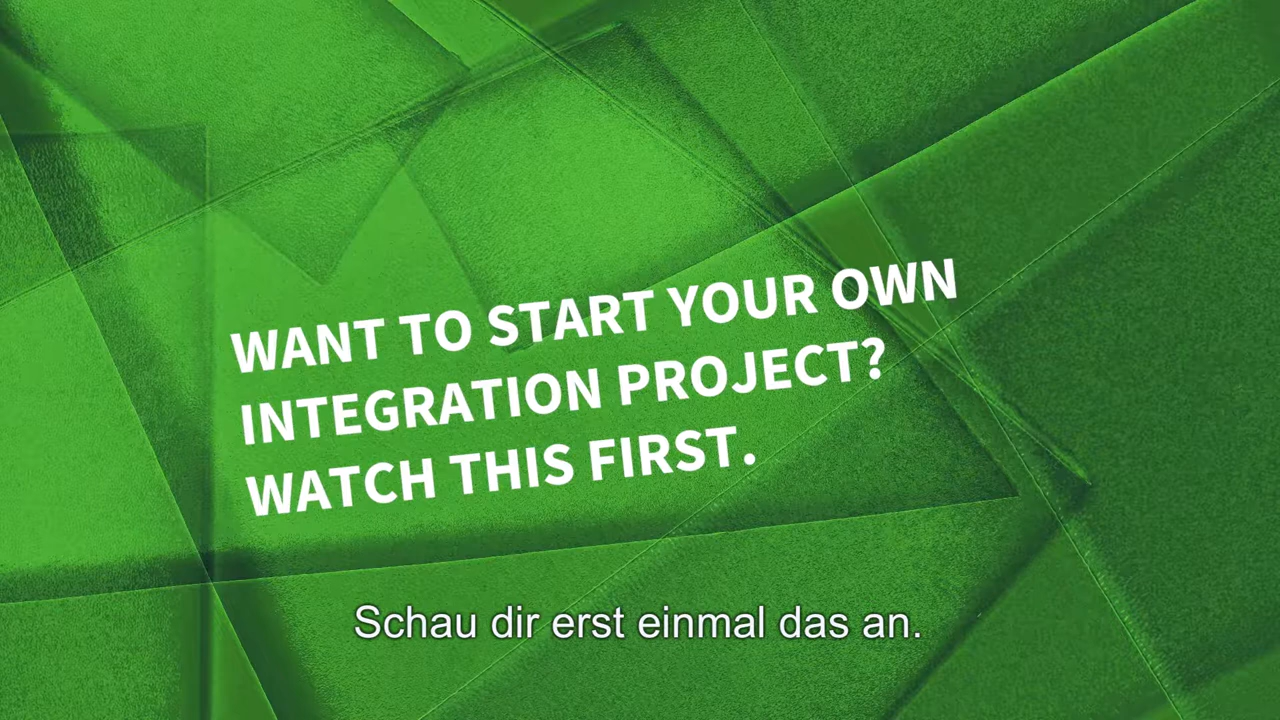 WANT TO START YOUR OWN
INTEGRATION PROJECT?
WATCH THIS FIRST.
Schau dir erst einmal das an.